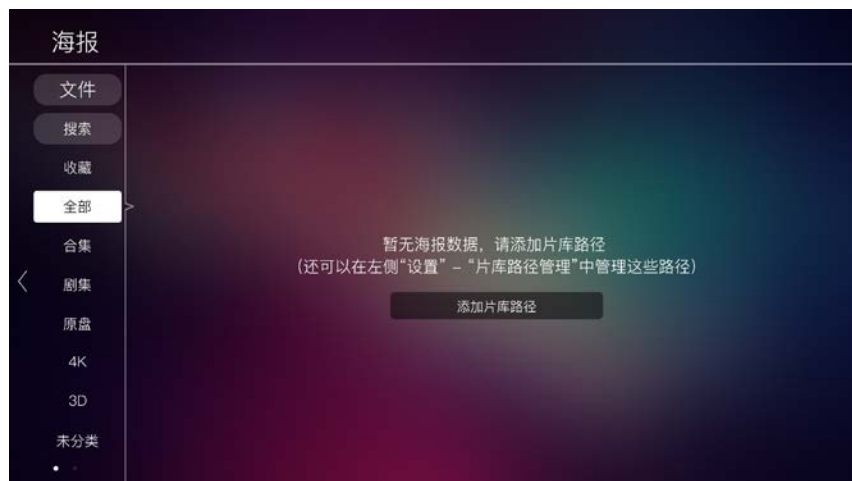 海报
文件
搜索
收藏
全部
合集
剧集
原盘
4K
3D
未分类
暂无海报数据，请添加片库路径
(还可以在左侧“设置” - “片库路径管理”中管理这些路径)
添加片库路径